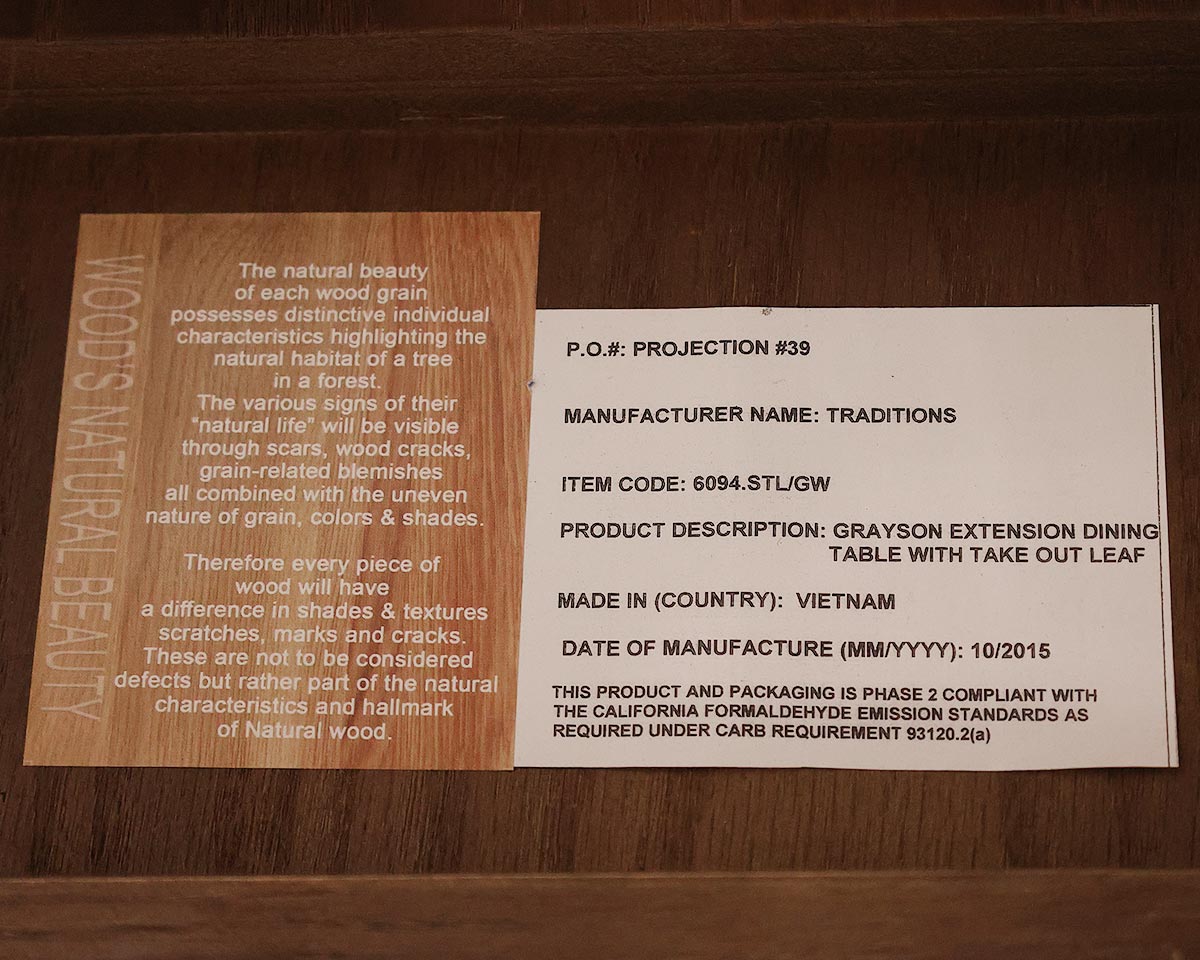 WOOD'S NATURAL BEAUTY
The natural beauty
of each wood grain
possesses distinctive individual
characteristics highlighting the
natural habitat of a tree
in a forest.
The various signs of their
"natural life" will be visible
through scars, wood cracks,
grain-related blemishes
all combined with the uneven
nature of grain, colors & shades.
Therefore every piece of
wood will have
a difference in shades & textures
scratches, marks and cracks.
These are not to be considered
defects but rather part of the natural
characteristics and hallmark
of Natural wood.
P.O.#: PROJECTION #39
MANUFACTURER NAME: TRADITIONS
ITEM CODE: 6094.STL/GW
PRODUCT DESCRIPTION: GRAYSON EXTENSION DINING
TABLE WITH TAKE OUT LEAF
MADE IN (COUNTRY): VIETNAM
DATE OF MANUFACTURE (MM/YYYY): 10/2015
THIS PRODUCT AND PACKAGING IS PHASE 2 COMPLIANT WITH
THE CALIFORNIA FORMALDEHYDE EMISSION STANDARDS AS
REQUIRED UNDER CARB REQUIREMENT 93120.2(a)